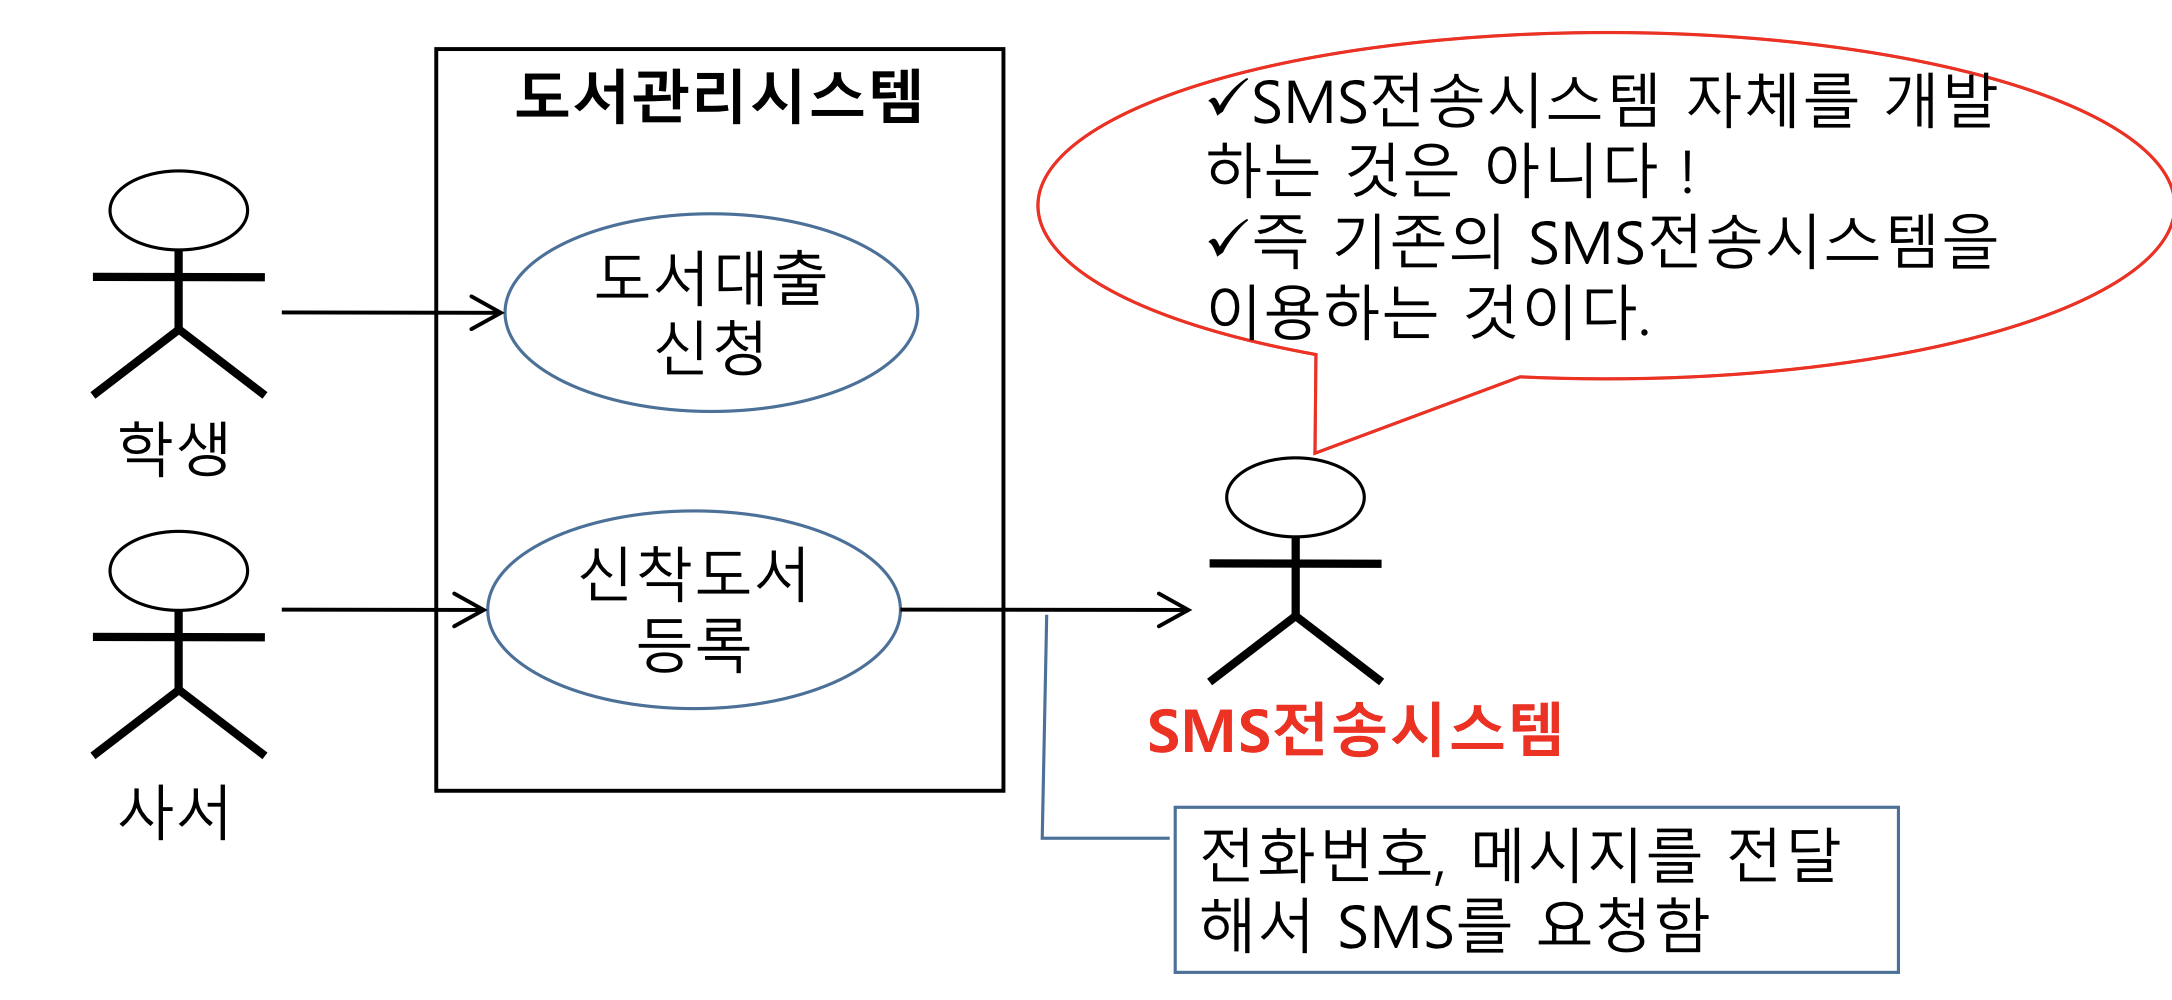 도서관리시스템
✓SMS전송시스템 자체를 개발
하는 것은 아니다 !
✓즉 기존의 SMS전송시스템을
이용하는 것이다.
도서대출
신청
학생
신착도서
등록
사서
SMS전송시스템
전화번호, 메시지를 전달
해서 SMS를 요청함